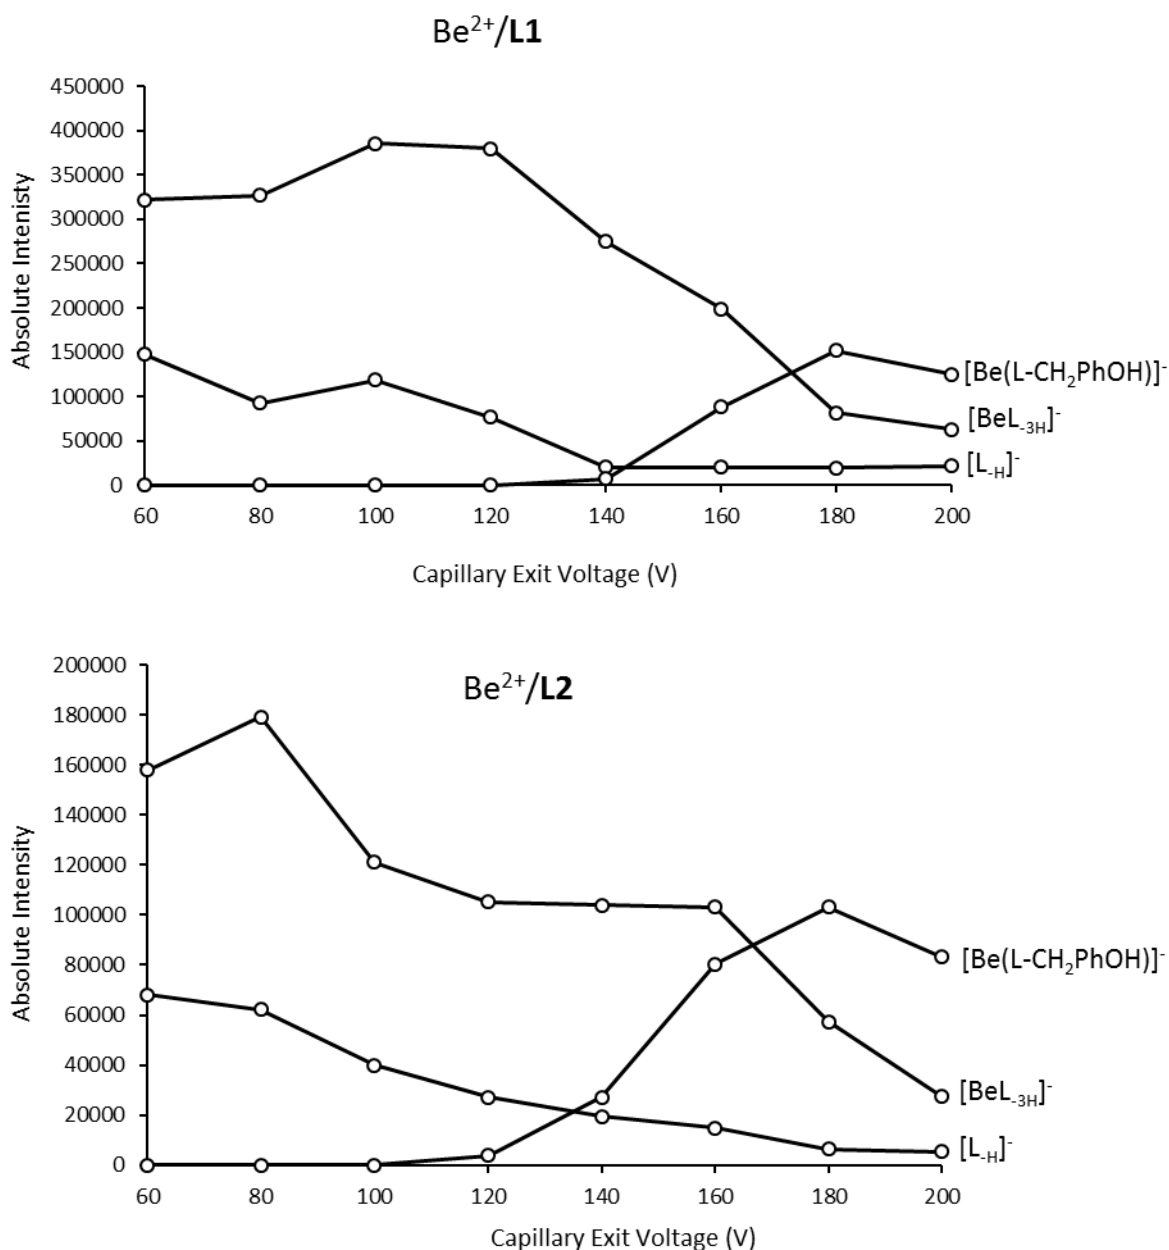 Be²⁺/L1
450000
400000
350000
300000
250000
200000
150000
100000
50000
0
Absolute Intenisty
60 80 100 120 140 160 180 200
Capillary Exit Voltage (V)
[Be(L-CH₂PhOH)]⁻
[BeL₋₃H]⁻
[L₋H]⁻
Be²⁺/L2
200000
180000
160000
140000
120000
100000
80000
60000
40000
20000
0
Absolute Intensity
60 80 100 120 140 160 180 200
Capillary Exit Voltage (V)
[Be(L-CH₂PhOH)]⁻
[BeL₋₃H]⁻
[L₋H]⁻